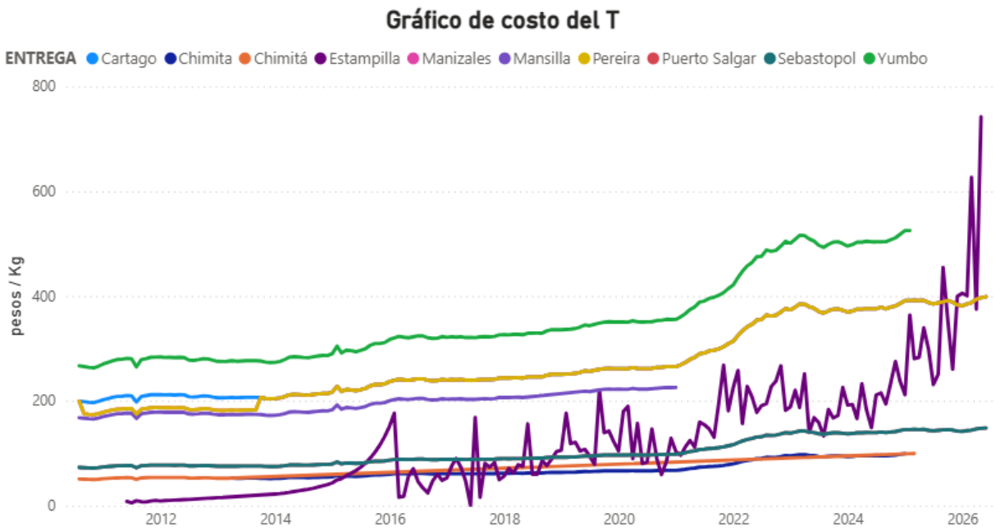 Gráfico de costo del T
ENTREGA Cartago Chimita Chimitá Estampilla Manizales Mansilla Pereira Puerto Salgar Sebastopol Yumbo
800
600
400
200
0
pesos / Kg
2012 2014 2016 2018 2020 2022 2024 2026